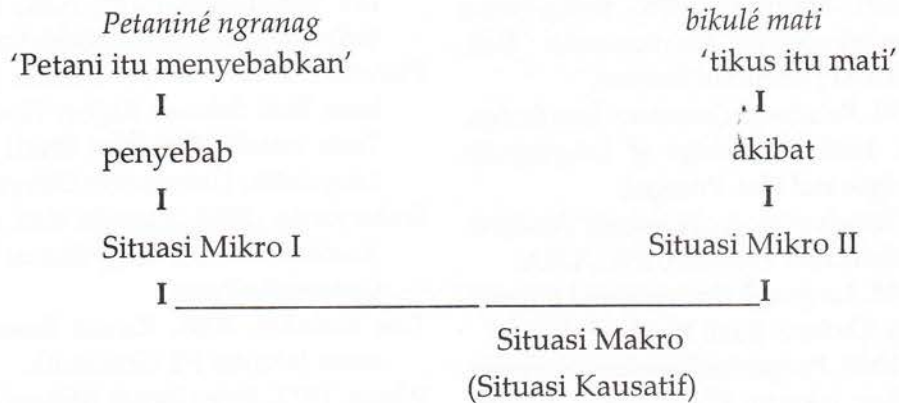 Petaniné ngranag bikulé mati
'Petani itu menyebabkan' 'tikus itu mati'
I I
penyebab akibat
I I
Situasi Mikro I Situasi Mikro II
I I
Situasi Makro
(Situasi Kausatif)